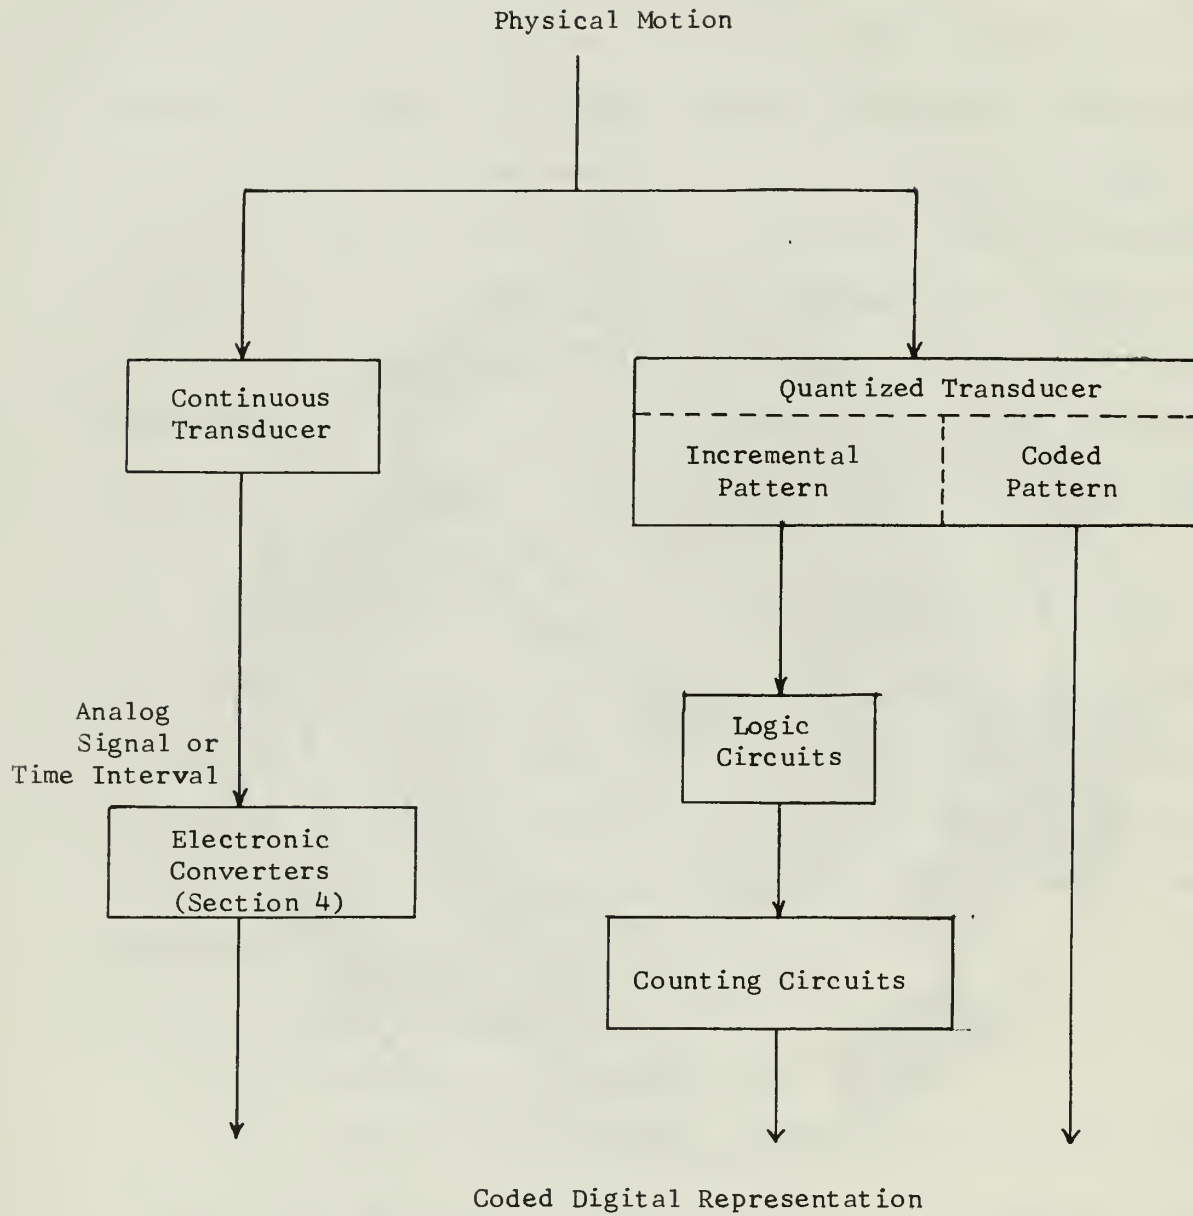 Physical Motion
Continuous
Transducer
Quantized Transducer
Incremental
Pattern
Coded
Pattern
Analog
Signal or
Time Interval
Logic
Circuits
Electronic
Converters
(Section 4)
Counting Circuits
Coded Digital Representation